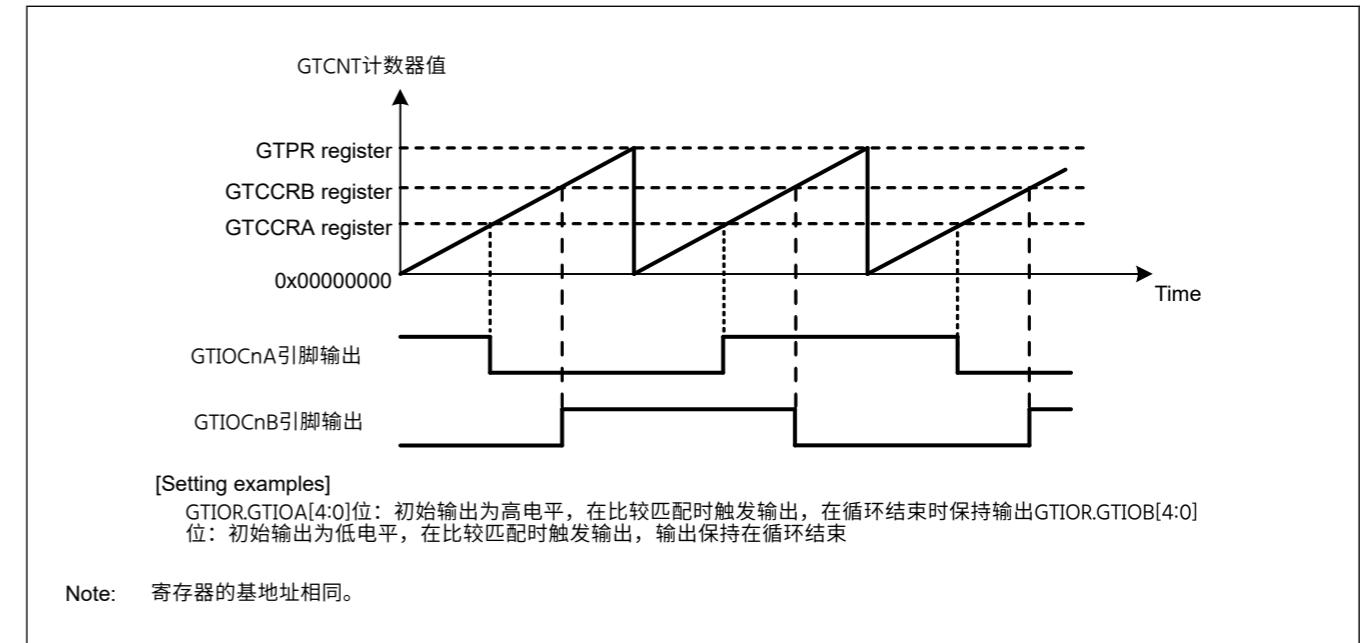 GTCNT计数器值
GTPR register
GTCCRB register
GTCCRA register
0x00000000
Time
GTIOCnA引脚输出
GTIOCnB引脚输出
[Setting examples]
GTIOR.GTIOA[4:0]位：初始输出为高电平，在比较匹配时触发输出，在循环结束时保持输出GTIOR.GTIOB[4:0]
位：初始输出为低电平，在比较匹配时触发输出，输出保持在循环结束
Note: 寄存器的基地址相同。